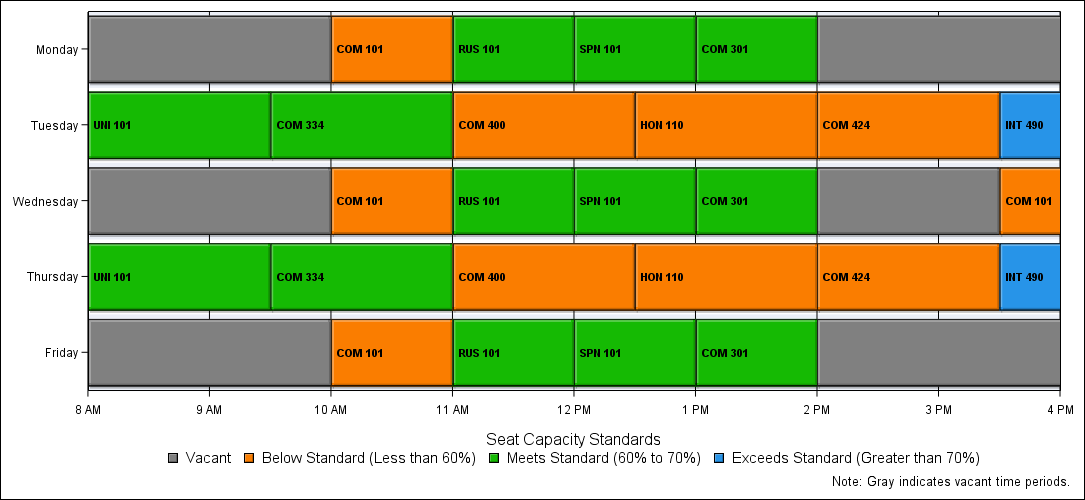 Monday COM 101 RUS 101 SPN 101 COM 301
Tuesday UNI 101 COM 334 COM 400 HON 110 COM 424 INT 490
Wednesday COM 101 RUS 101 SPN 101 COM 301 COM 101
Thursday UNI 101 COM 334 COM 400 HON 110 COM 424 INT 490
Friday COM 101 RUS 101 SPN 101 COM 301
8 AM 9 AM 10 AM 11 AM 12 PM 1 PM 2 PM 3 PM 4 PM
Seat Capacity Standards
Vacant Below Standard (Less than 60%) Meets Standard (60% to 70%) Exceeds Standard (Greater than 70%)
Note: Gray indicates vacant time periods.